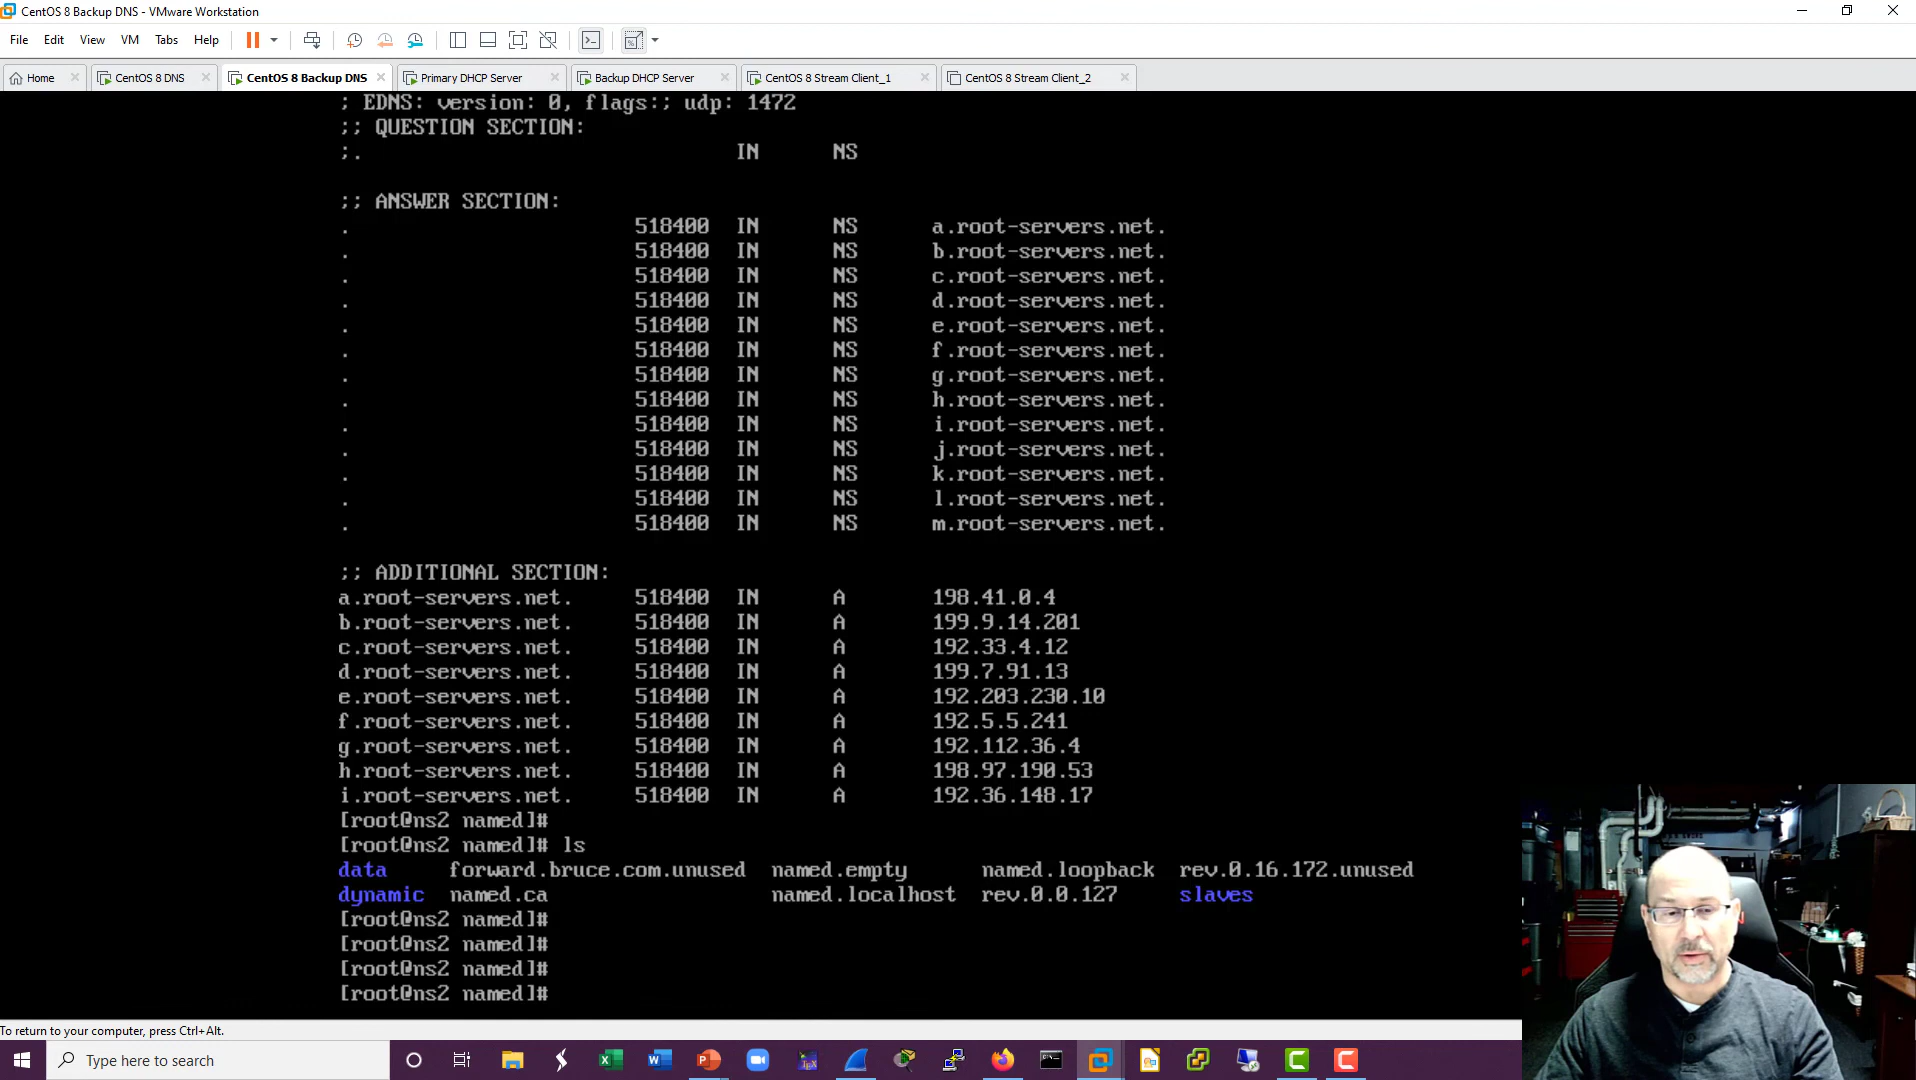 CentOS 8 Backup DNS - VMware Workstation
File Edit View VM Tabs Help
Home CentOS 8 DNS CentOS 8 Backup DNS Primary DHCP Server Backup DHCP Server CentOS 8 Stream Client_1 CentOS 8 Stream Client_2
; EDNS: version: 0, flags:; udp: 1472
;; QUESTION SECTION:
;. IN NS
;; ANSWER SECTION:
. 518400 IN NS a.root-servers.net.
. 518400 IN NS b.root-servers.net.
. 518400 IN NS c.root-servers.net.
. 518400 IN NS d.root-servers.net.
. 518400 IN NS e.root-servers.net.
. 518400 IN NS f.root-servers.net.
. 518400 IN NS g.root-servers.net.
. 518400 IN NS h.root-servers.net.
. 518400 IN NS i.root-servers.net.
. 518400 IN NS j.root-servers.net.
. 518400 IN NS k.root-servers.net.
. 518400 IN NS l.root-servers.net.
. 518400 IN NS m.root-servers.net.
;; ADDITIONAL SECTION:
a.root-servers.net. 518400 IN A 198.41.0.4
b.root-servers.net. 518400 IN A 199.9.14.201
c.root-servers.net. 518400 IN A 192.33.4.12
d.root-servers.net. 518400 IN A 199.7.91.13
e.root-servers.net. 518400 IN A 192.203.230.10
f.root-servers.net. 518400 IN A 192.5.5.241
g.root-servers.net. 518400 IN A 192.112.36.4
h.root-servers.net. 518400 IN A 198.97.190.53
i.root-servers.net. 518400 IN A 192.36.148.17
[root@ns2 named]#
[root@ns2 named]# ls
data forward.bruce.com.unused named.empty named.loopback rev.0.16.172.unused
dynamic named.ca named.localhost rev.0.0.127 slaves
[root@ns2 named]#
[root@ns2 named]#
[root@ns2 named]#
[root@ns2 named]#
To return to your computer, press Ctrl+Alt.
Type here to search